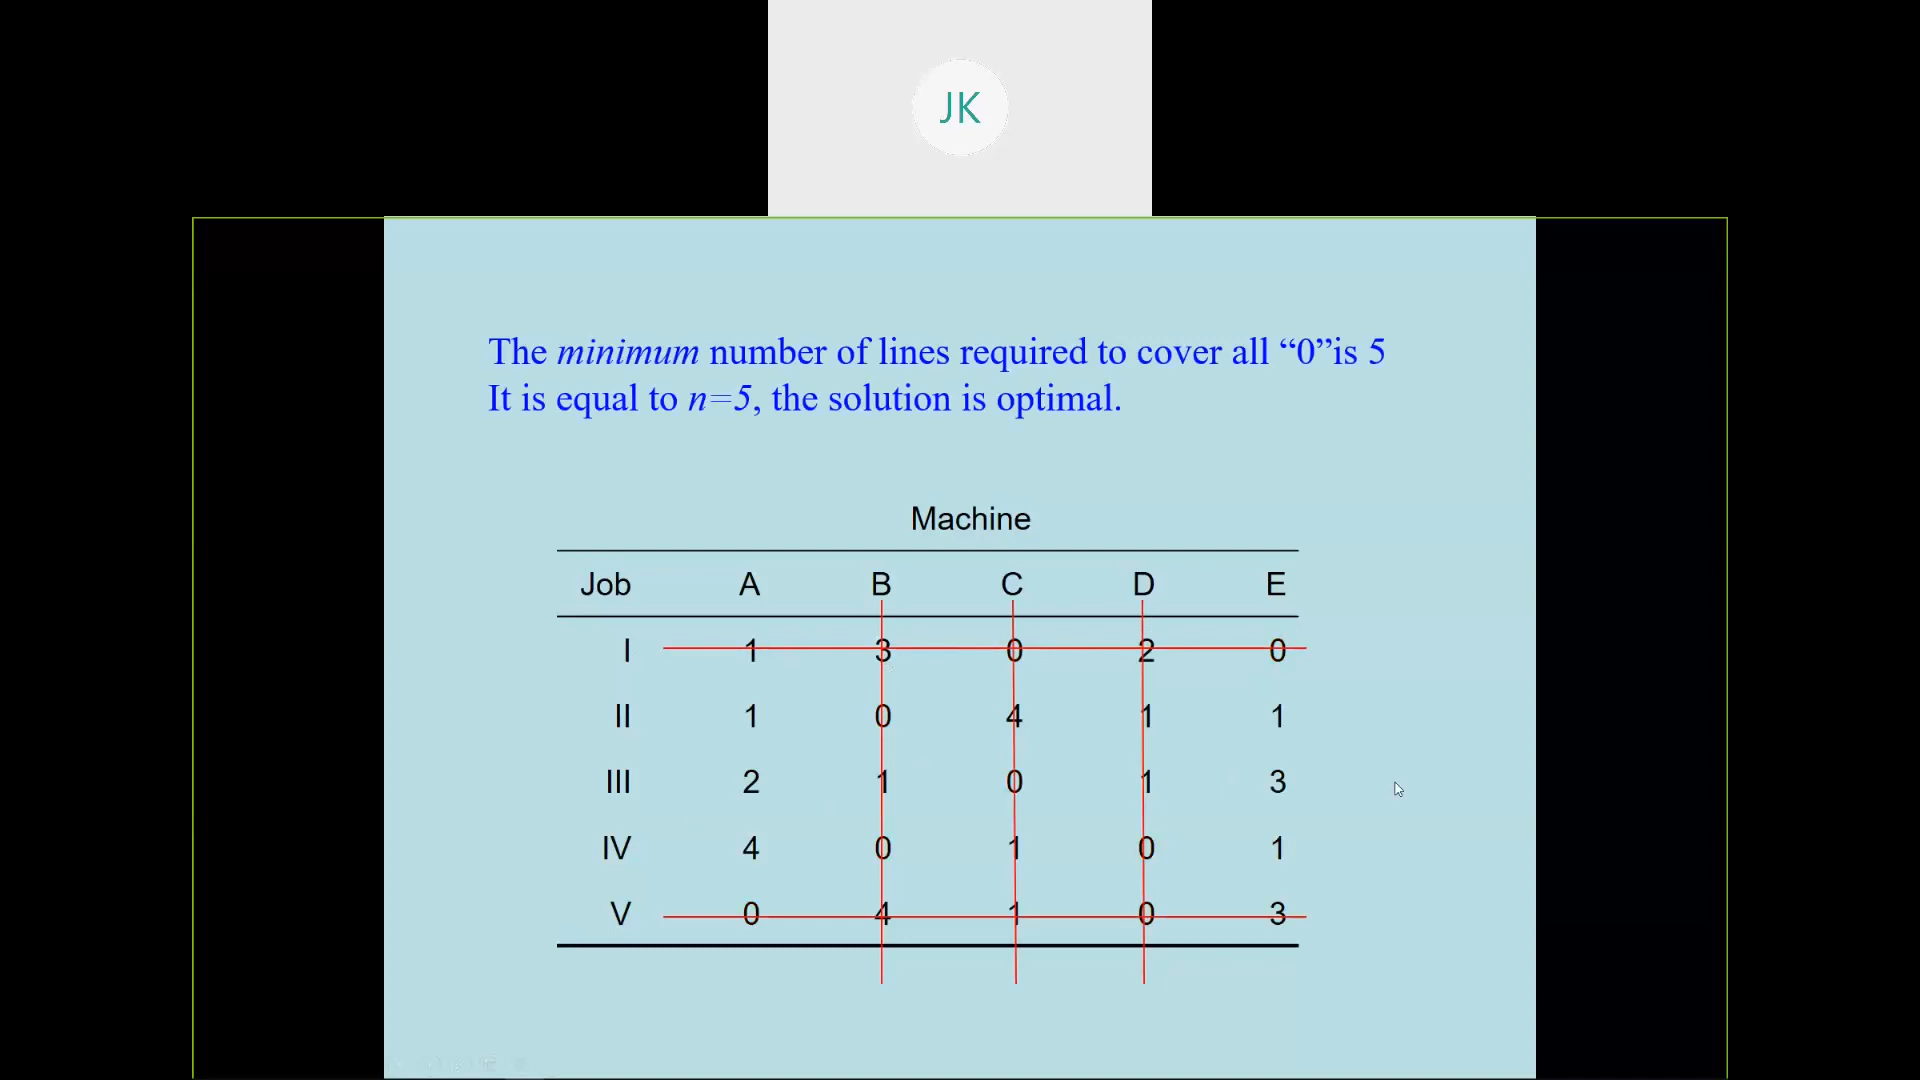 JK
The minimum number of lines required to cover all “0”is 5
It is equal to n=5, the solution is optimal.
Machine
Job A B C D E
I 1 3 0 2 0
II 1 0 4 1 1
III 2 1 0 1 3
IV 4 0 1 0 1
V 0 4 1 0 3